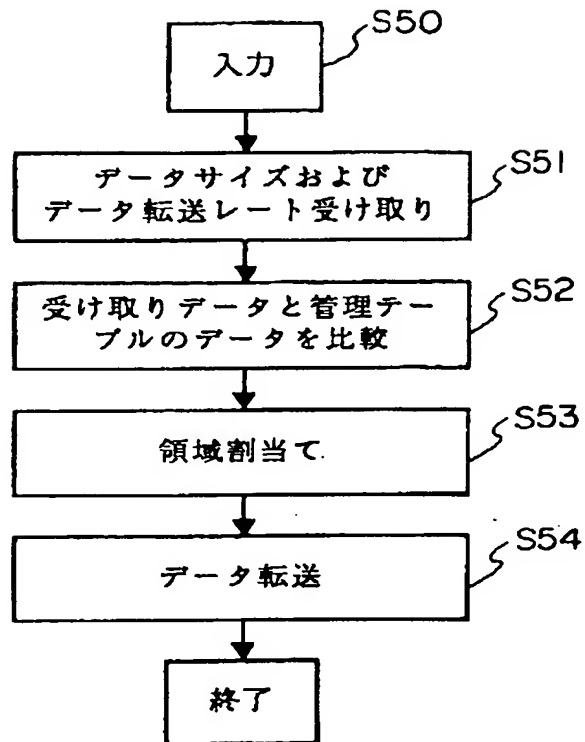 S50
入力
S51
データサイズおよび
データ転送レート受け取り
S52
受け取りデータと管理テー
ブルのデータを比較
S53
領域割当て
S54
データ転送
終了